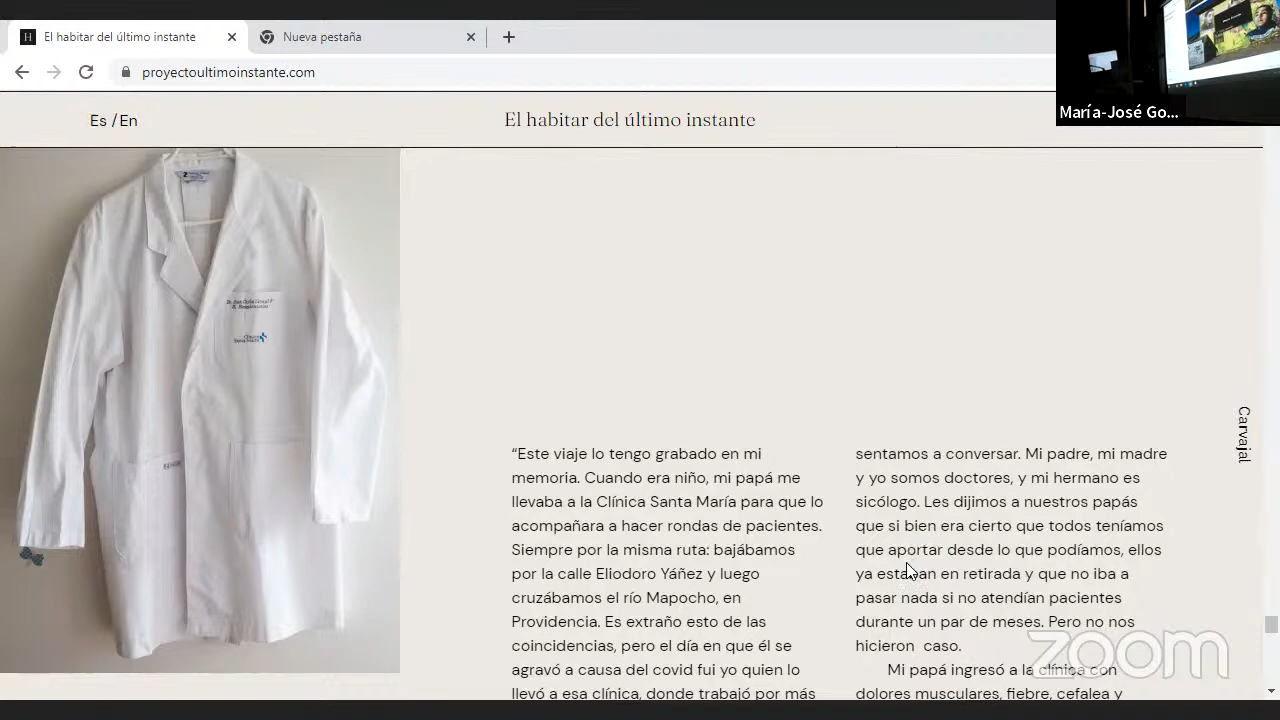 El habitar del último instante
Nueva pestaña
proyectoultimoinstante.com
María-José Go...
Es / En
El habitar del último instante
Carvajal
“Este viaje lo tengo grabado en mi
memoria. Cuando era niño, mi papá me
llevaba a la Clínica Santa María para que lo
acompañara a hacer rondas de pacientes.
Siempre por la misma ruta: bajábamos
por la calle Eliodoro Yáñez y luego
cruzábamos el río Mapocho, en
Providencia. Es extraño esto de las
coincidencias, pero el día en que él se
agravó a causa del covid fui yo quien lo
llevó a esa clínica, donde trabajó por más
sentamos a conversar. Mi padre, mi madre
y yo somos doctores, y mi hermano es
sicólogo. Les dijimos a nuestros papás
que si bien era cierto que todos teníamos
que aportar desde lo que podíamos, ellos
ya estaban en retirada y que no iba a
pasar nada si no atendían pacientes
durante un par de meses. Pero no nos
hicieron caso.
Mi papá ingresó a la clínica con
dolores musculares, fiebre, cefalea y
zoom